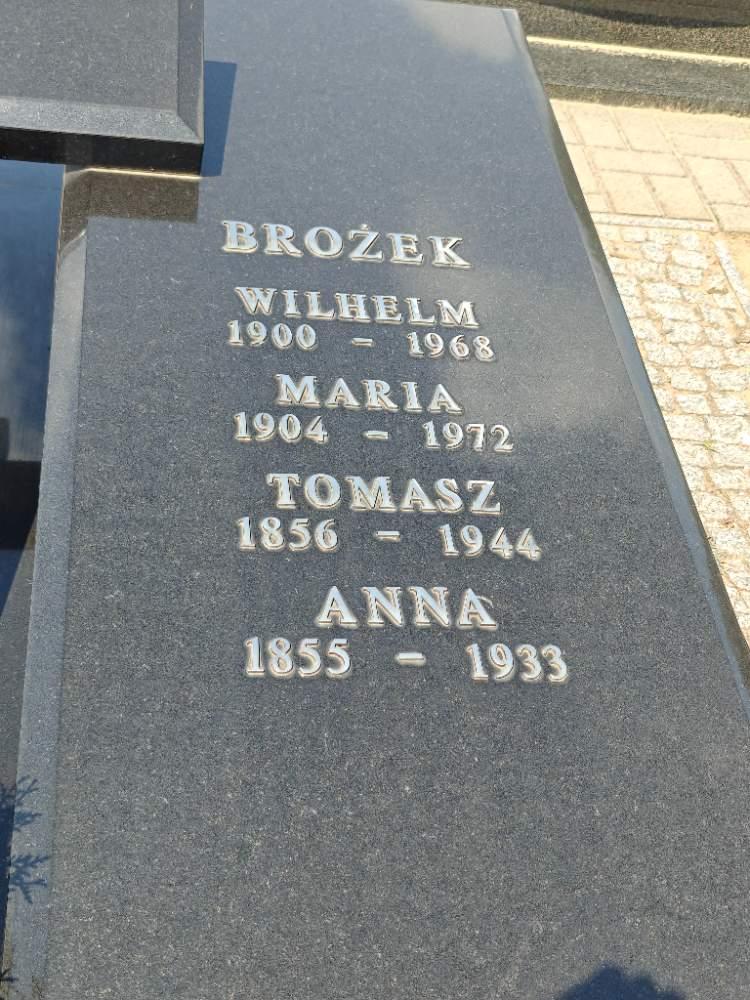 BROŻEK
WILHELM
1900 - 1968
MARIA
1904 - 1972
TOMASZ
1856 - 1944
ANNA
1855 - 1933